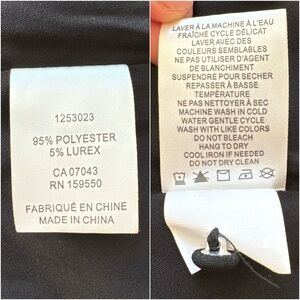 1253023
95% POLYESTER
5% LUREX
CA 07043
RN 159550
FABRIQUÉ EN CHINE
MADE IN CHINA
LAVER À LA MACHINE À L'EAU
FRAÎCHE CYCLE DÉLICAT
LAVER AVEC DES
COULEURS SEMBLABLES
NE PAS UTILISER D'AGENT
DE BLANCHIMENT
SUSPENDRE POUR SÉCHER
REPASSER À BASSE
TEMPÉRATURE
NE PAS NETTOYER À SEC
MACHINE WASH IN COLD
WATER GENTLE CYCLE
WASH WITH LIKE COLORS
DO NOT BLEACH
HANG TO DRY
COOL IRON IF NEEDED
DO NOT DRY CLEAN